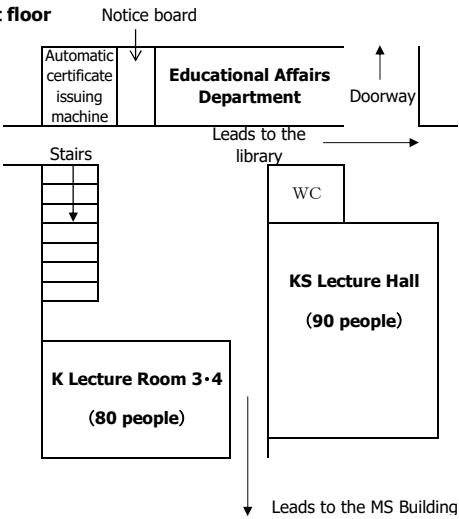 floor
Notice board
Automatic
certificate
issuing
machine
Educational Affairs
Department
Doorway
Leads to the
library
Stairs
WC
KS Lecture Hall
(90 people)
K Lecture Room 3・4
(80 people)
Leads to the MS Building